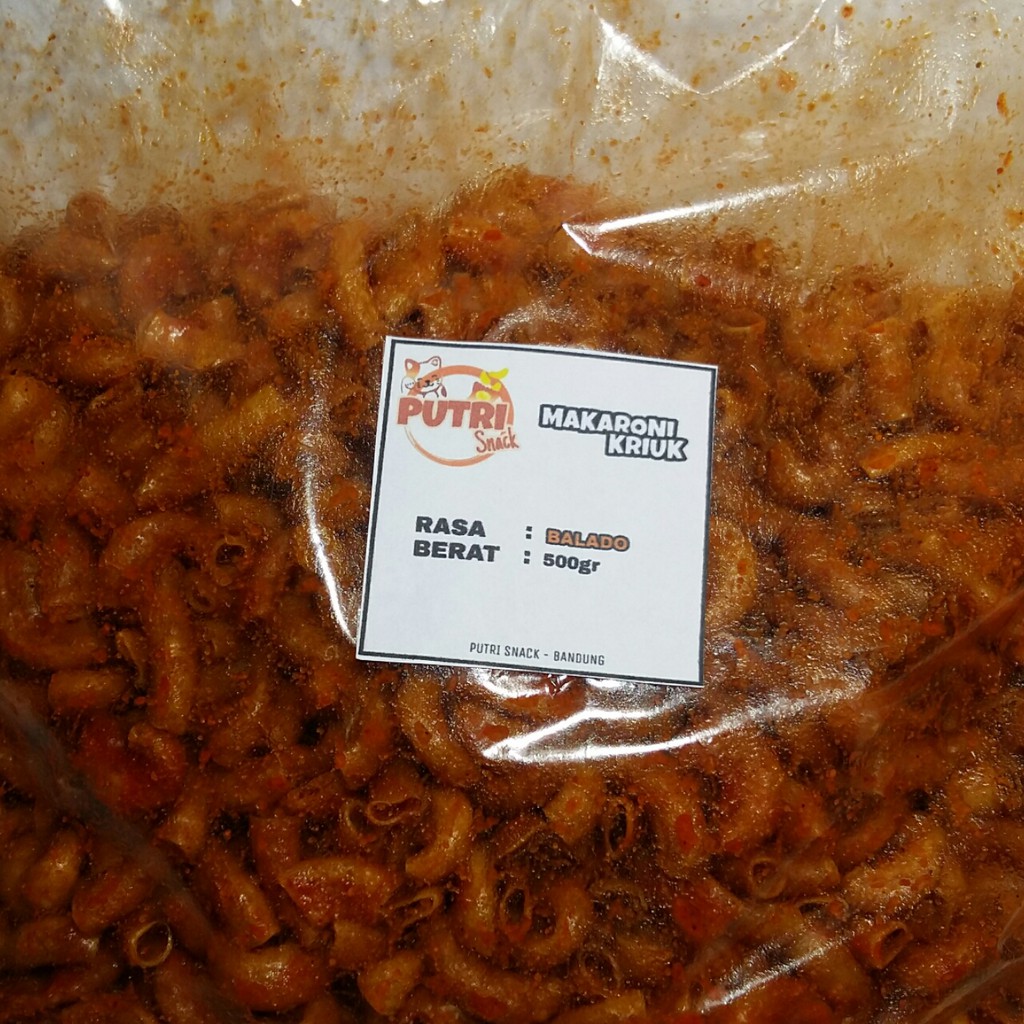 PUTRI
Snack
MAKARONI
KRIUK
RASA : BALADO
BERAT : 500gr
PUTRI SNACK - BANDUNG